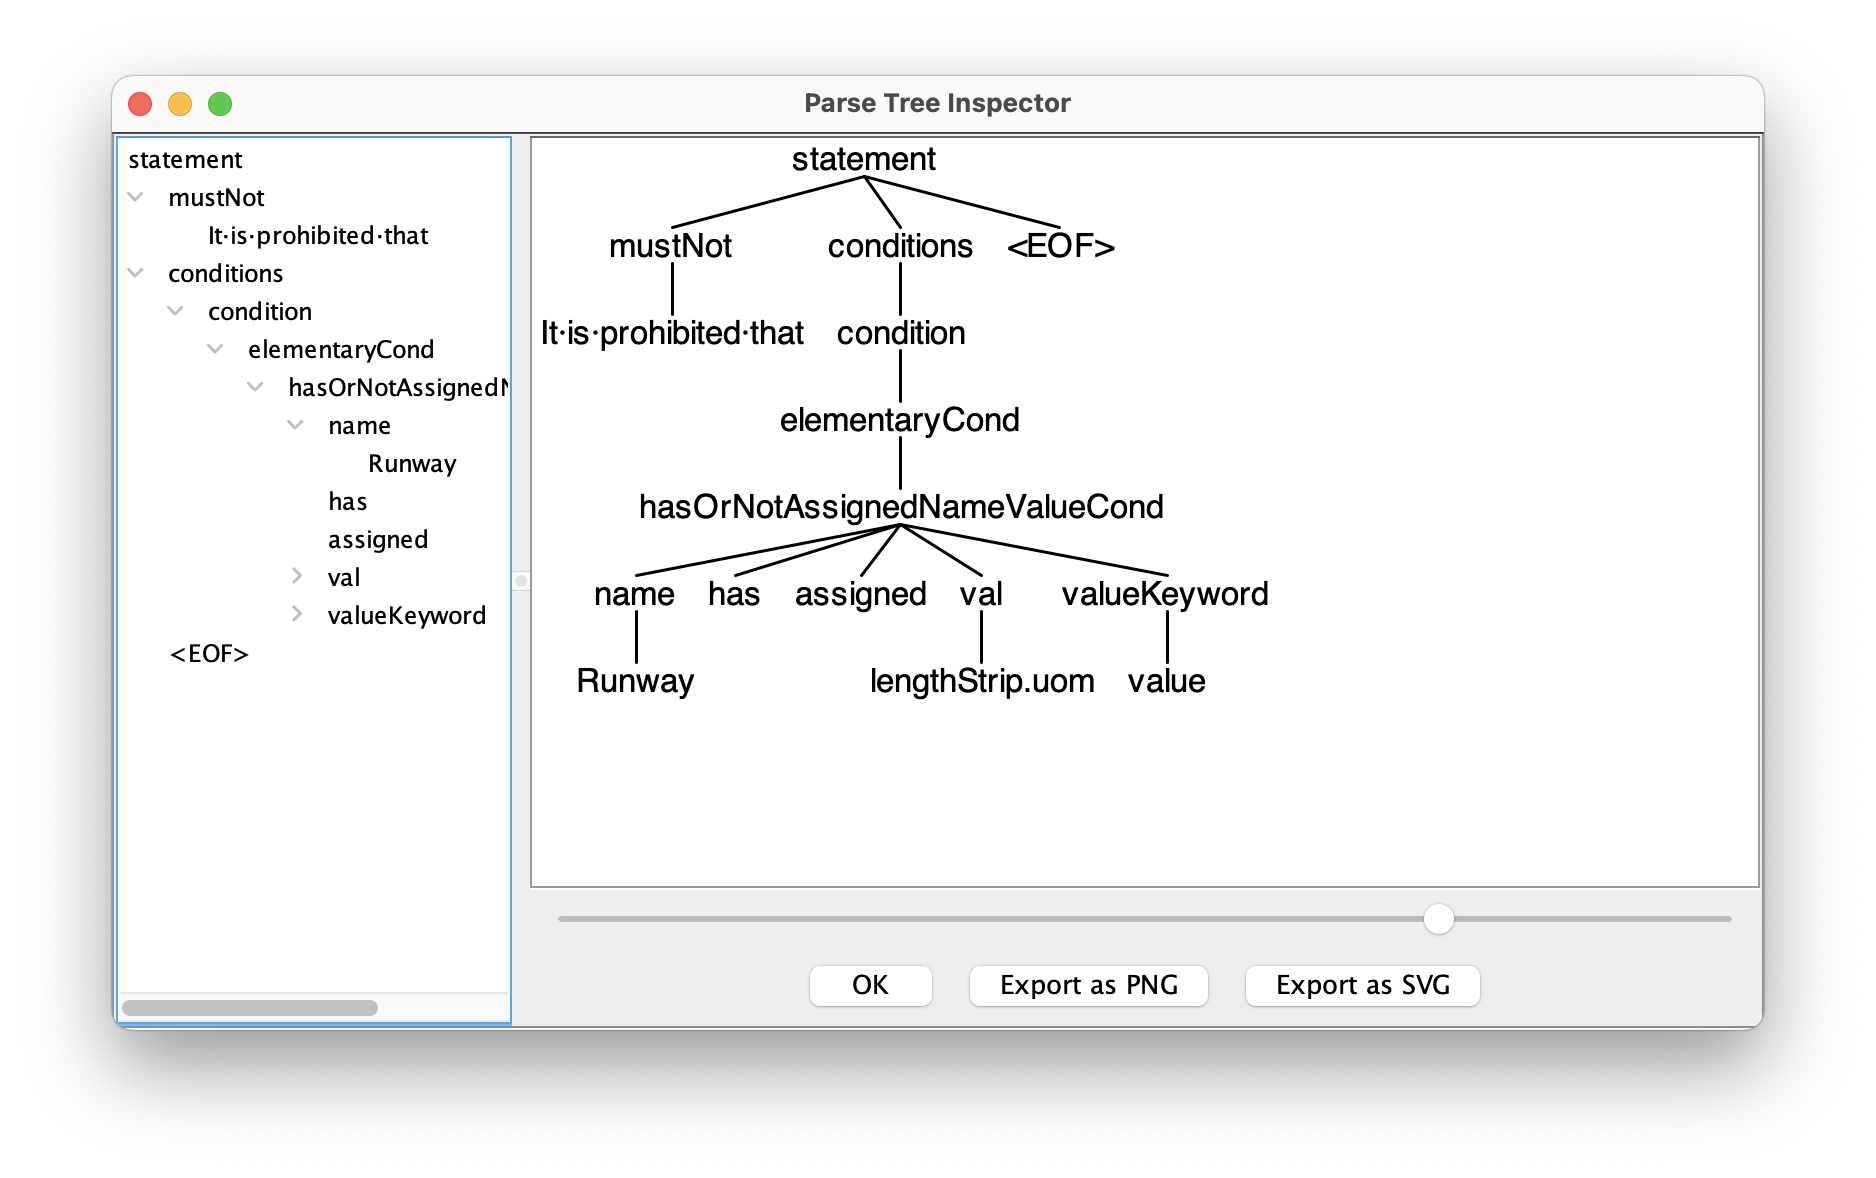 Parse Tree Inspector
statement
mustNot
It·is·prohibited·that
conditions
condition
elementaryCond
hasOrNotAssignedN
name
Runway
has
assigned
val
valueKeyword
<EOF>
statement
mustNot conditions <EOF>
It·is·prohibited·that condition
elementaryCond
hasOrNotAssignedNameValueCond
name has assigned val valueKeyword
Runway lengthStrip.uom value
OK Export as PNG Export as SVG